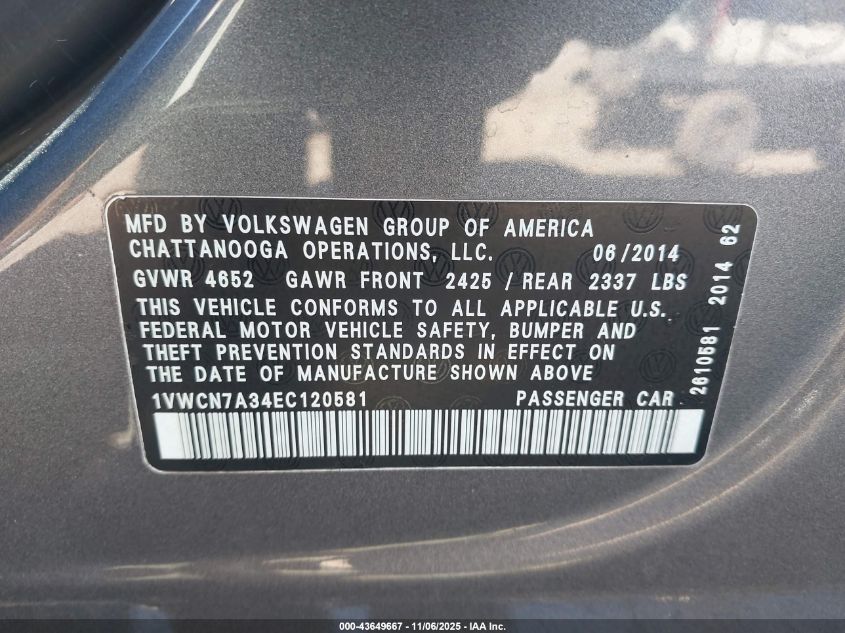 MFD BY VOLKSWAGEN GROUP OF AMERICA
CHATTANOOGA OPERATIONS, LLC. 06/2014
GVWR 4652 GAWR FRONT 2425 / REAR 2337 LBS
THIS VEHICLE CONFORMS TO ALL APPLICABLE U.S.
FEDERAL MOTOR VEHICLE SAFETY, BUMPER AND
THEFT PREVENTION STANDARDS IN EFFECT ON
THE DATE OF MANUFACTURE SHOWN ABOVE
1VWCN7A34EC120581 PASSENGER CAR
2610581 2014 62
000-43649667 - 11/06/2025 - IAA Inc.